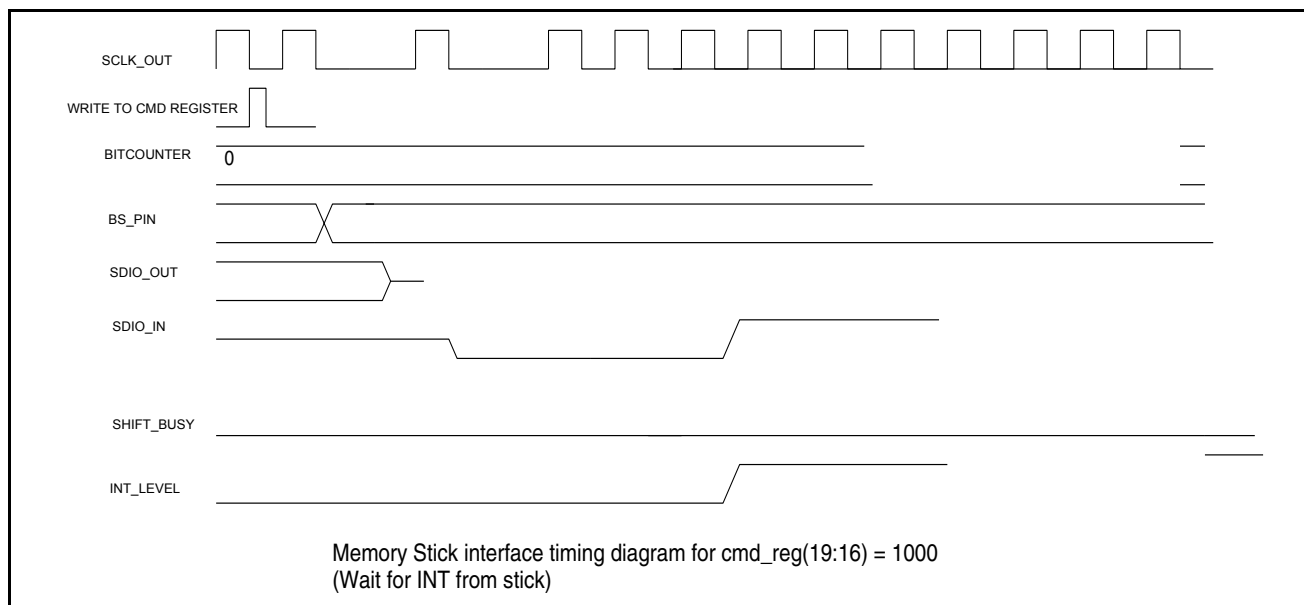 SCLK_OUT
WRITE TO CMD REGISTER
BITCOUNTER
0
BS_PIN
SDIO_OUT
SDIO_IN
SHIFT_BUSY
INT_LEVEL
Memory Stick interface timing diagram for cmd_reg(19:16) = 1000
(Wait for INT from stick)